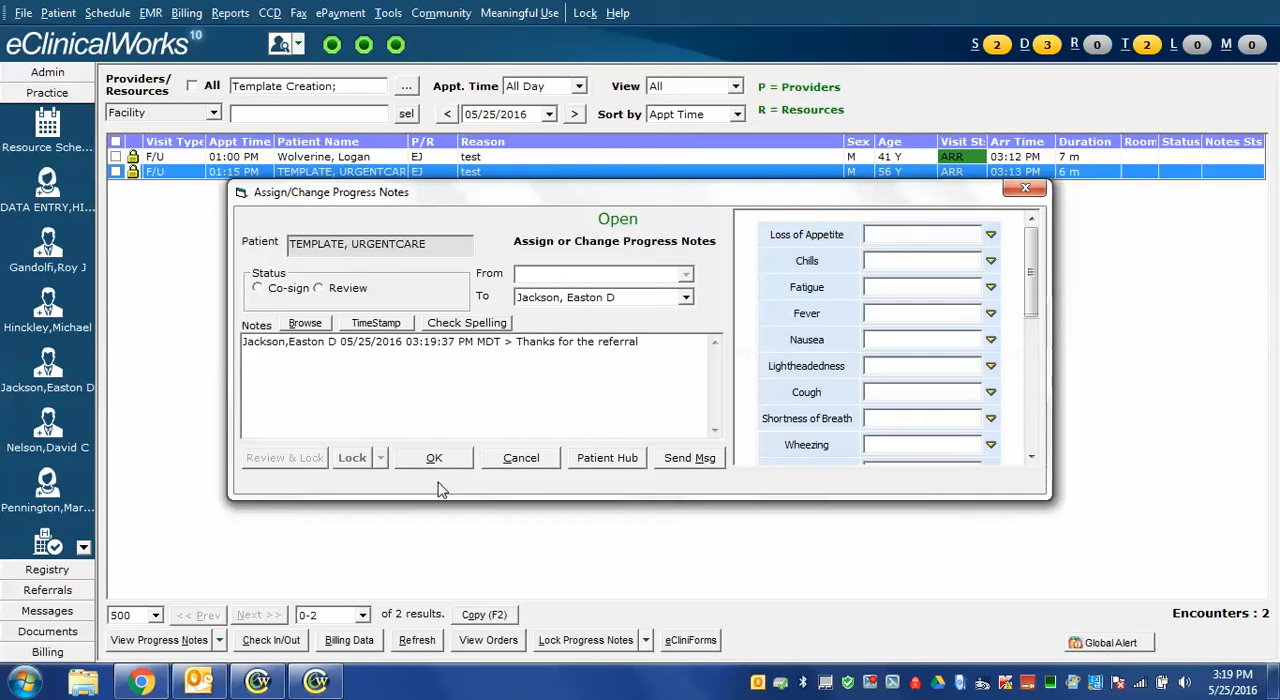 File Patient Schedule EMR Billing Reports CCD Fax ePayment Tools Community Meaningful Use Lock Help
eClinicalWorks 10 S 2 D 3 R 0 T 2 L 0 M 0
Admin
Practice
Resource Sche...
DATA ENTRY,HI...
Gandolfi,Roy J
Hinckley,Michael
Jackson,Easton D
Nelson,David C
Pennington,Mar...
Registry
Referrals
Messages
Documents
Billing
Providers/ Resources All Template Creation; ... Appt. Time All Day View All P = Providers
Facility sel < 05/25/2016 > Sort by Appt Time R = Resources
Visit Type Appt Time Patient Name P/R Reason Sex Age Visit St Arr Time Duration Room Status Notes Sts
F/U 01:00 PM Wolverine, Logan EJ test M 41 Y ARR 03:12 PM 7 m
F/U 01:15 PM TEMPLATE, URGENTCAR EJ test M 56 Y ARR 03:13 PM 6 m
Assign/Change Progress Notes
Open
Patient TEMPLATE, URGENTCARE Assign or Change Progress Notes
Status
Co-sign Review
From
To Jackson, Easton D
Notes Browse TimeStamp Check Spelling
Jackson,Easton D 05/25/2016 03:19:37 PM MDT > Thanks for the referral
Review & Lock Lock OK Cancel Patient Hub Send Msg
Loss of Appetite
Chills
Fatigue
Fever
Nausea
Lightheadedness
Cough
Shortness of Breath
Wheezing
500 << Prev Next >> 0-2 of 2 results. Copy (F2) Encounters : 2
View Progress Notes Check In/Out Billing Data Refresh View Orders Lock Progress Notes eCliniForms Global Alert
3:19 PM
5/25/2016